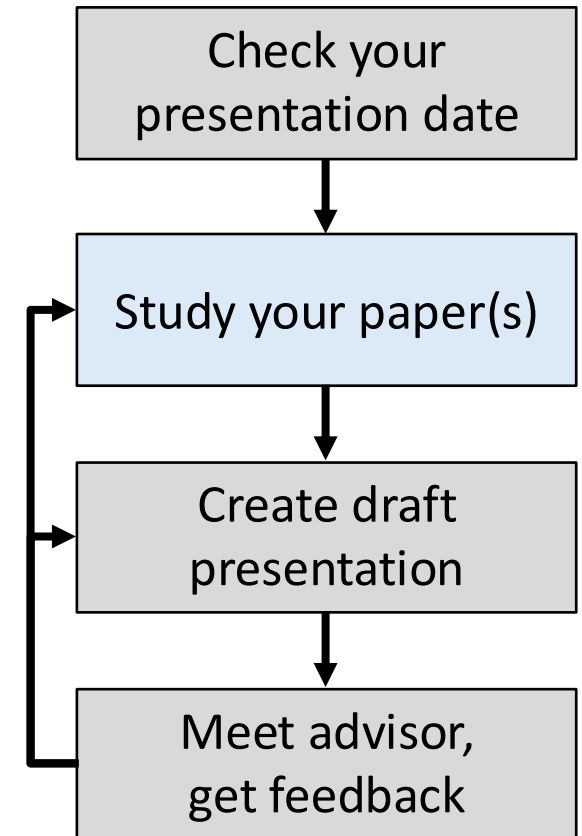 Check your
presentation date
Study your paper(s)
Create draft
presentation
Meet advisor,
get feedback